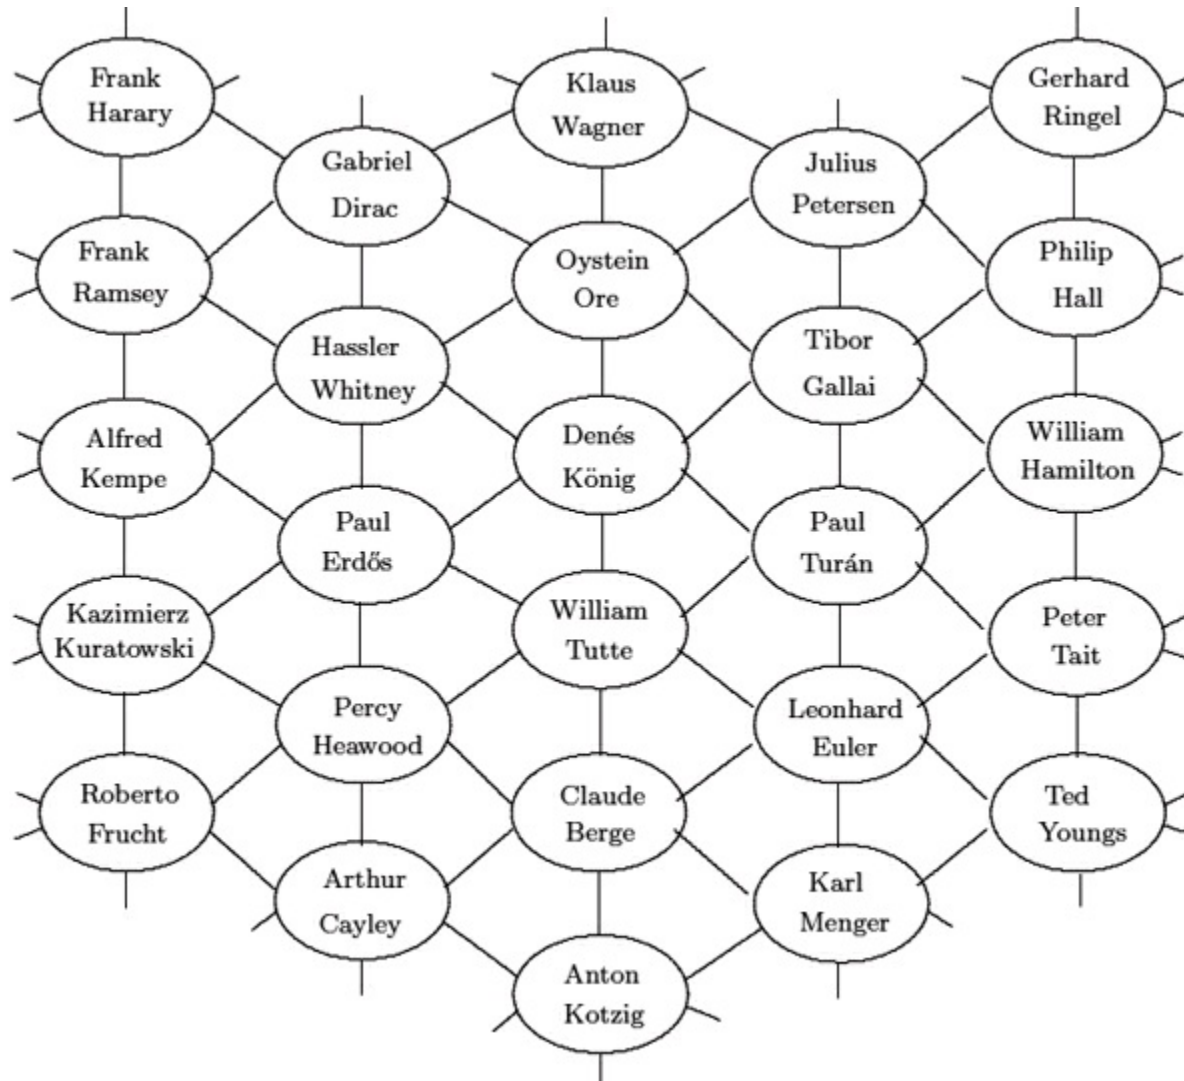 Frank
Harary
Klaus
Wagner
Gerhard
Ringel
Gabriel
Dirac
Julius
Petersen
Frank
Ramsey
Oystein
Ore
Philip
Hall
Hassler
Whitney
Tibor
Gallai
Alfred
Kempe
Denés
König
William
Hamilton
Paul
Erdős
Paul
Turán
Kazimierz
Kuratowski
William
Tutte
Peter
Tait
Percy
Heawood
Leonhard
Euler
Roberto
Frucht
Claude
Berge
Ted
Youngs
Arthur
Cayley
Karl
Menger
Anton
Kotzig